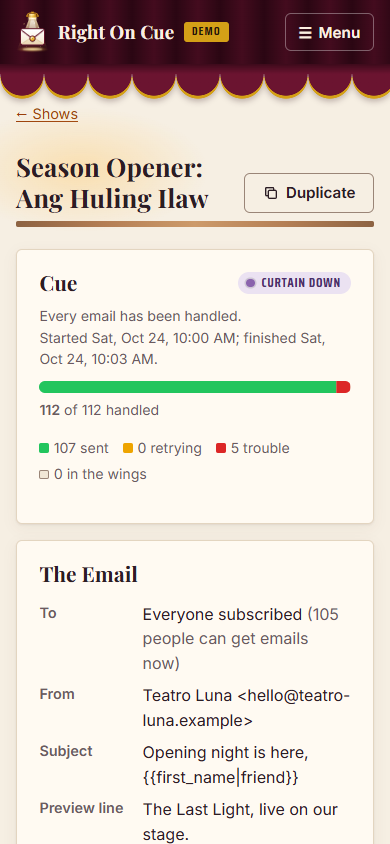 Right On Cue DEMO ☰ Menu
← Shows
Season Opener:
Ang Huling Ilaw
Duplicate
Cue
CURTAIN DOWN
Every email has been handled.
Started Sat, Oct 24, 10:00 AM; finished Sat,
Oct 24, 10:03 AM.
112 of 112 handled
107 sent 0 retrying 5 trouble
0 in the wings
The Email
To Everyone subscribed (105
people can get emails
now)
From Teatro Luna <hello@teatro-
luna.example>
Subject Opening night is here,
{{first_name|friend}}
Preview line The Last Light, live on our
stage.